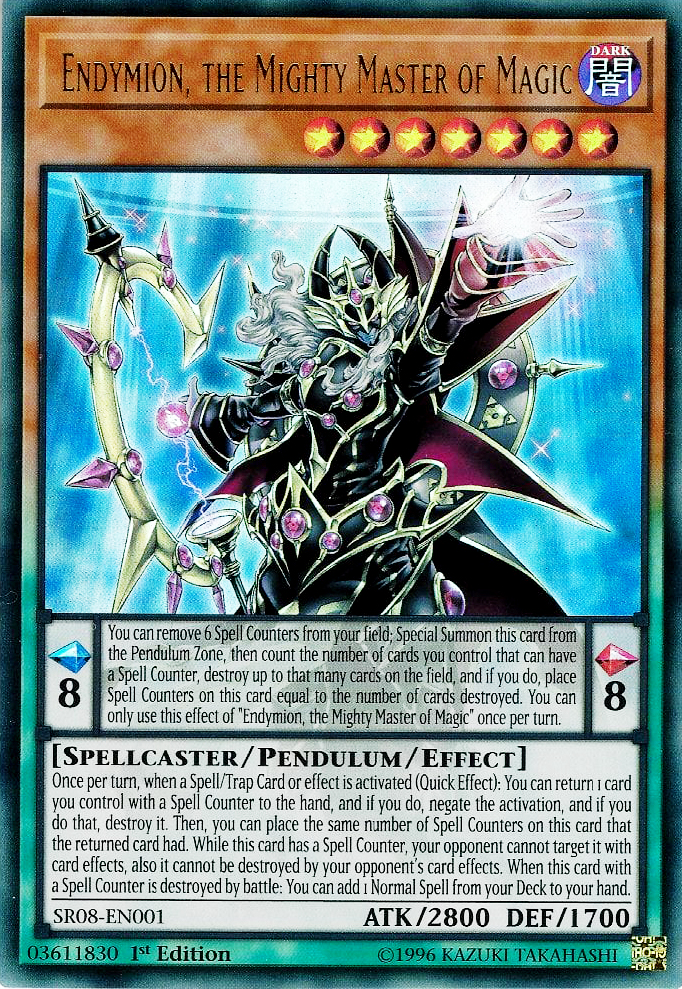 ENDYMION, THE MIGHTY MASTER OF MAGIC
DARK
闇
You can remove 6 Spell Counters from your field; Special Summon this card from
the Pendulum Zone, then count the number of cards you control that can have
a Spell Counter, destroy up to that many cards on the field, and if you do, place
Spell Counters on this card equal to the number of cards destroyed. You can
only use this effect of "Endymion, the Mighty Master of Magic" once per turn.
8
8
[SPELLCASTER/PENDULUM/EFFECT]
Once per turn, when a Spell/Trap Card or effect is activated (Quick Effect): You can return 1 card
you control with a Spell Counter to the hand, and if you do, negate the activation, and if you
do that, destroy it. Then, you can place the same number of Spell Counters on this card that
the returned card had. While this card has a Spell Counter, your opponent cannot target it with
card effects, also it cannot be destroyed by your opponent's card effects. When this card with
a Spell Counter is destroyed by battle: You can add 1 Normal Spell from your Deck to your hand.
SR08-EN001
ATK/2800 DEF/1700
03611830 1st Edition
©1996 KAZUKI TAKAHASHI